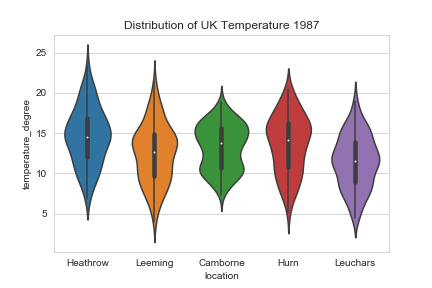 Distribution of UK Temperature 1987
25
20
15
10
5
temperature_degree
Heathrow Leeming Camborne Hurn Leuchars
location